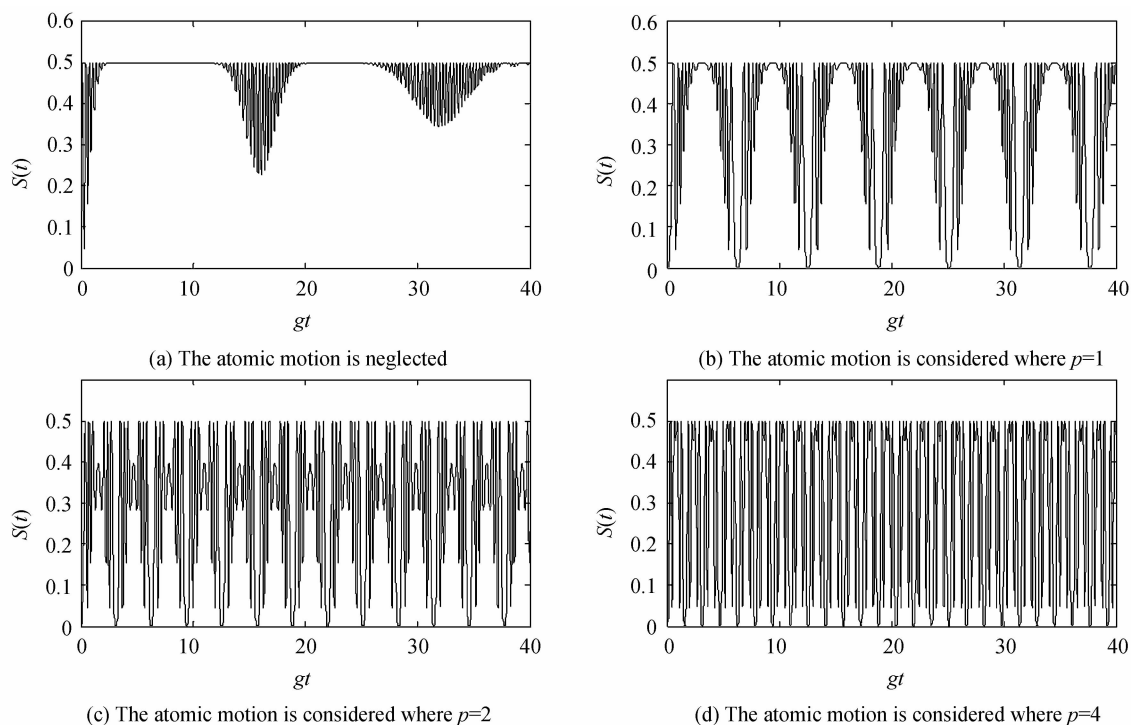 0.6
0.5
0.4
0.3
0.2
0.1
0
S(t)
0 10 20 30 40
gt
(a) The atomic motion is neglected
0.6
0.5
0.4
0.3
0.2
0.1
0
S(t)
0 10 20 30 40
gt
(b) The atomic motion is considered where p=1
0.5
0.4
0.3
0.2
0.1
0
S(t)
0 10 20 30 40
gt
(c) The atomic motion is considered where p=2
0.5
0.4
0.3
0.2
0.1
0
S(t)
0 10 20 30 40
gt
(d) The atomic motion is considered where p=4